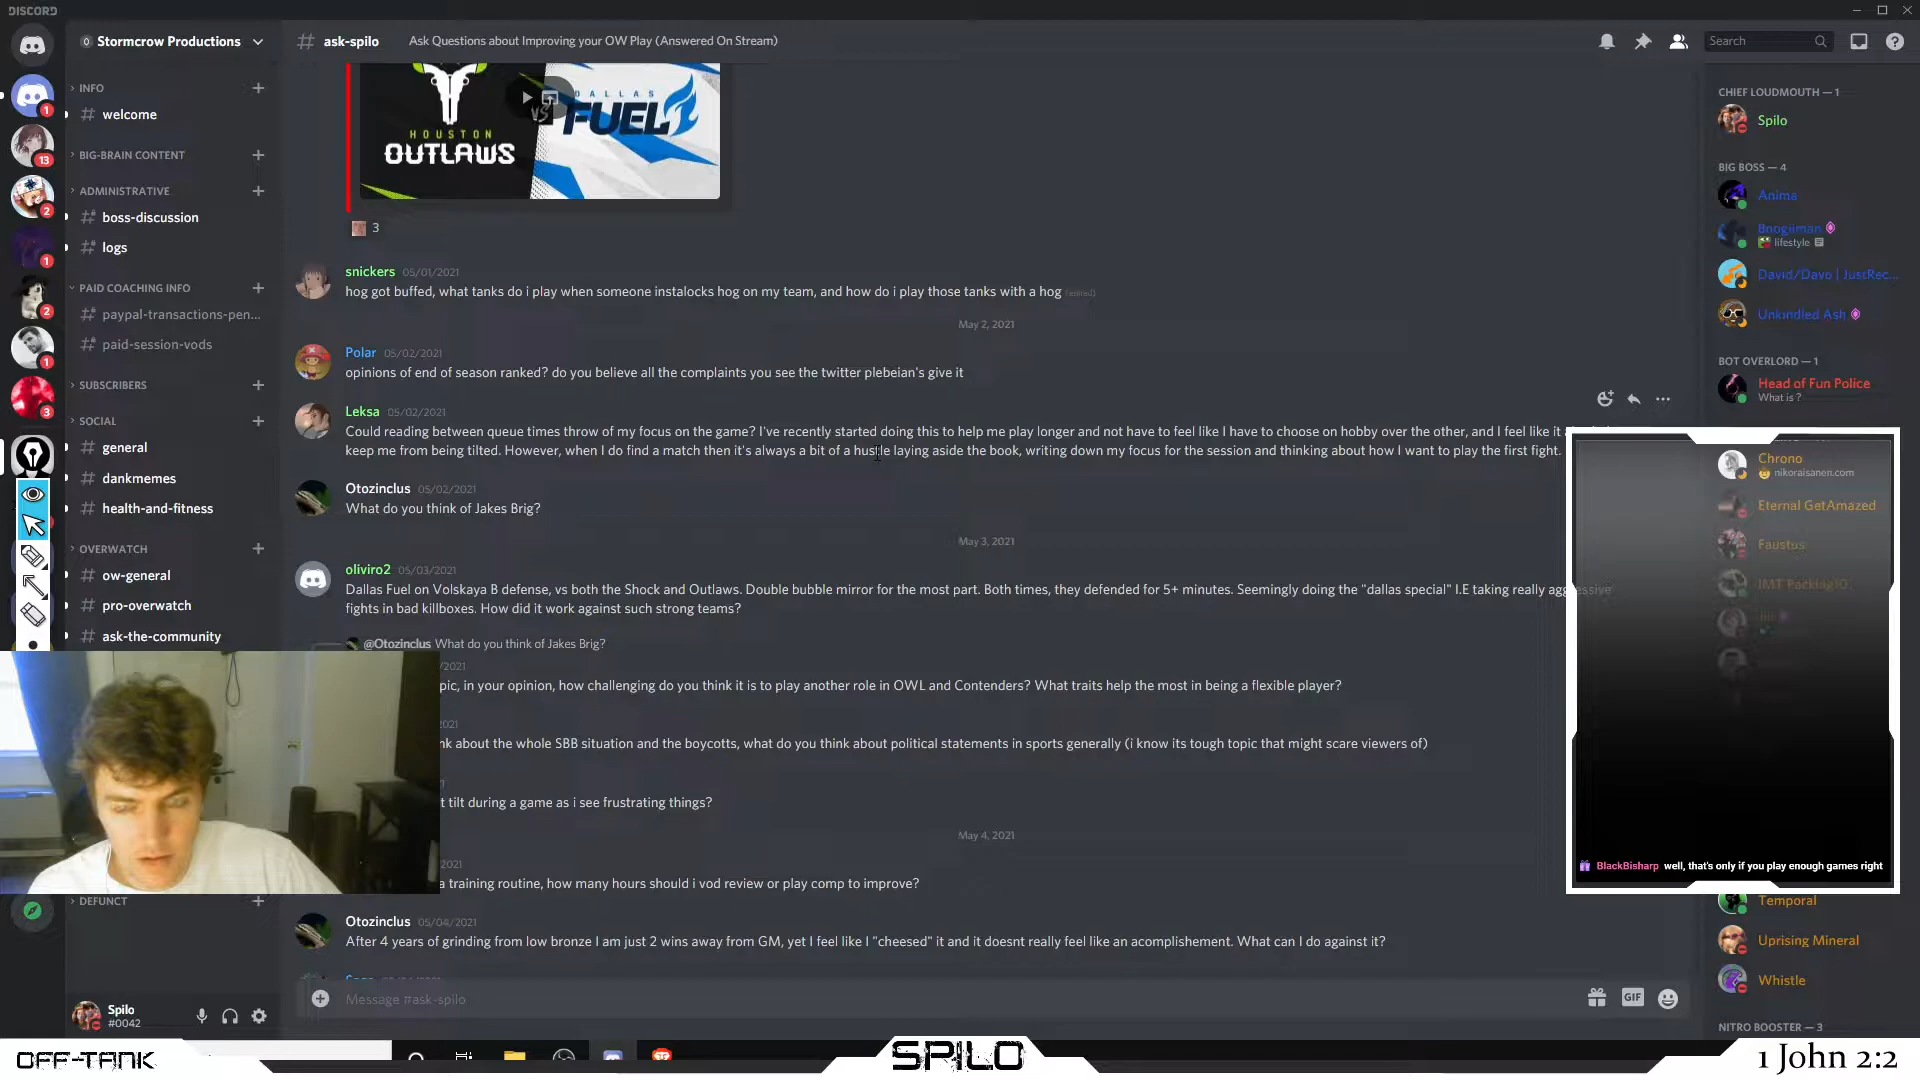 DISCORD
Stormcrow Productions
# ask-spilo
Ask Questions about Improving your OW Play (Answered On Stream)
Search
INFO
# welcome
BIG-BRAIN CONTENT
ADMINISTRATIVE
# boss-discussion
# logs
PAID COACHING INFO
# paypal-transactions-pen...
# paid-session-vods
SUBSCRIBERS
SOCIAL
# general
# dankmemes
# health-and-fitness
OVERWATCH
# ow-general
# pro-overwatch
# ask-the-community
DEFUNCT
1
13
2
1
2
1
3
Spilo
#0042
HOUSTON
OUTLAWS
VS
DALLAS
FUEL
3
snickers 05/01/2021
hog got buffed, what tanks do i play when someone instalocks hog on my team, and how do i play those tanks with a hog (edited)
May 2, 2021
Polar 05/02/2021
opinions of end of season ranked? do you believe all the complaints you see the twitter plebeian's give it
Leksa 05/02/2021
Could reading between queue times throw of my focus on the game? I've recently started doing this to help me play longer and not have to feel like I have to choose on hobby over the other, and I feel like it
keep me from being tilted. However, when I do find a match then it's always a bit of a hustle laying aside the book, writing down my focus for the session and thinking about how I want to play the first fight.
Otozinclus 05/02/2021
What do you think of Jakes Brig?
May 3, 2021
oliviro2 05/03/2021
Dallas Fuel on Volskaya B defense, vs both the Shock and Outlaws. Double bubble mirror for the most part. Both times, they defended for 5+ minutes. Seemingly doing the "dallas special" I.E taking really aggressive
fights in bad killboxes. How did it work against such strong teams?
@Otozinclus What do you think of Jakes Brig?
/2021
pic, in your opinion, how challenging do you think it is to play another role in OWL and Contenders? What traits help the most in being a flexible player?
021
nk about the whole SBB situation and the boycotts, what do you think about political statements in sports generally (i know its tough topic that might scare viewers of)
t tilt during a game as i see frustrating things?
May 4, 2021
021
a training routine, how many hours should i vod review or play comp to improve?
Otozinclus 05/04/2021
After 4 years of grinding from low bronze I am just 2 wins away from GM, yet I feel like I "cheesed" it and it doesnt really feel like an acomplishement. What can I do against it?
Message #ask-spilo
GIF
CHIEF LOUDMOUTH — 1
Spilo
BIG BOSS — 4
Anima
Bnogiiman
lifestyle
David/Davo | JustRec...
Unkindled Ash
BOT OVERLORD — 1
Head of Fun Police
What is ?
Chrono
nikoraisanen.com
Eternal GetAmazed
Faustus
IMT Packing10
BlackBisharp well, that's only if you play enough games right
Temporal
Uprising Mineral
Whistle
NITRO BOOSTER — 3
OFF-TANK
SPILO
1 John 2:2